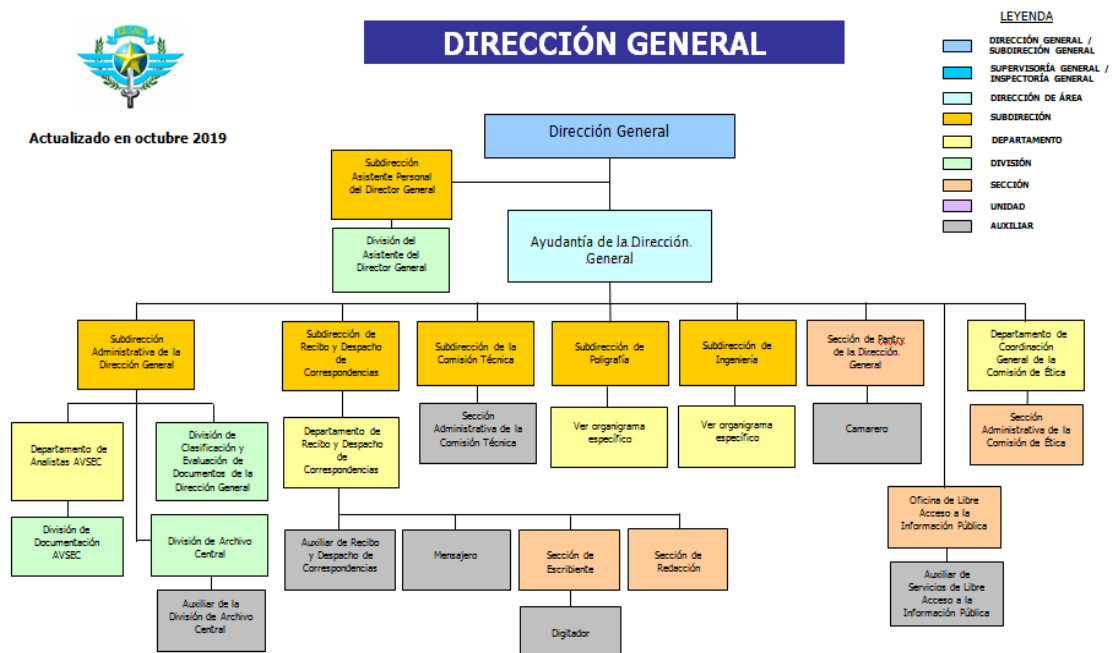 CESAC
DIRECCIÓN GENERAL
Actualizado en octubre 2019
LEYENDA
DIRECCIÓN GENERAL /
SUBDIRECIÓN GENERAL
SUPERVISORÍA GENERAL /
INSPECTORÍA GENERAL
DIRECCIÓN DE ÁREA
SUBDIRECIÓN
DEPARTAMENTO
DIVISIÓN
SECCIÓN
UNIDAD
AUXILIAR
Dirección General
Subdirección
Asistente Personal
del Director General
División del
Asistente del
Director General
Ayudantía de la Dirección.
General
Subdirección
Administrativa de la
Dirección General
Subdirección de
Recibo y Despacho
de
Correspondencias
Subdirección de la
Comisión Técnica
Subdirección de
Poligrafía
Subdirección de
Ingeniería
Sección de Pantry
de la Dirección.
General
Departamento de
Coordinación
General de la
Comisión de Ética
Departamento de
Analistas AVSEC
División de
Clasificación y
Evaluación de
Documentos de la
Dirección General
Departamento de
Recibo y Despacho
de
Correspondencias
Sección
Administrativa de
la Comisión Técnica
Ver organigrama
específico
Ver organigrama
específico
Camarero
Sección
Administrativa de la
Comisión de Ética
División de
Documentación
AVSEC
División de Archivo
Central
Auxiliar de la
División de Archivo
Central
Auxiliar de Recibo
y Despacho de
Correspondencias
Mensajero
Sección de
Escribiente
Sección de
Redacción
Digitador
Oficina de Libre
Acceso a la
Información Pública
Auxiliar de
Servicios de Libre
Acceso a la
Información Pública